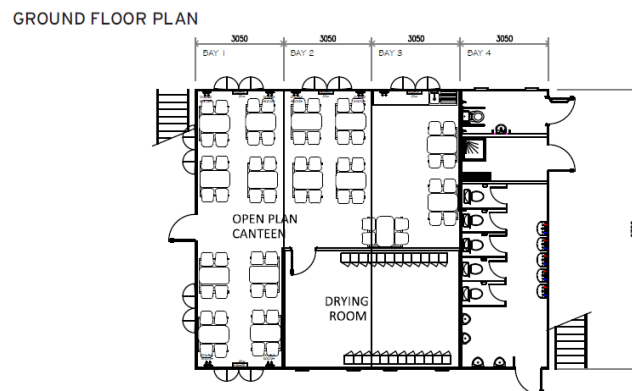 GROUND FLOOR PLAN
3050 3050 3050 3050
BAY 1 BAY 2 BAY 3 BAY 4
OPEN PLAN
CANTEEN
DRYING
ROOM